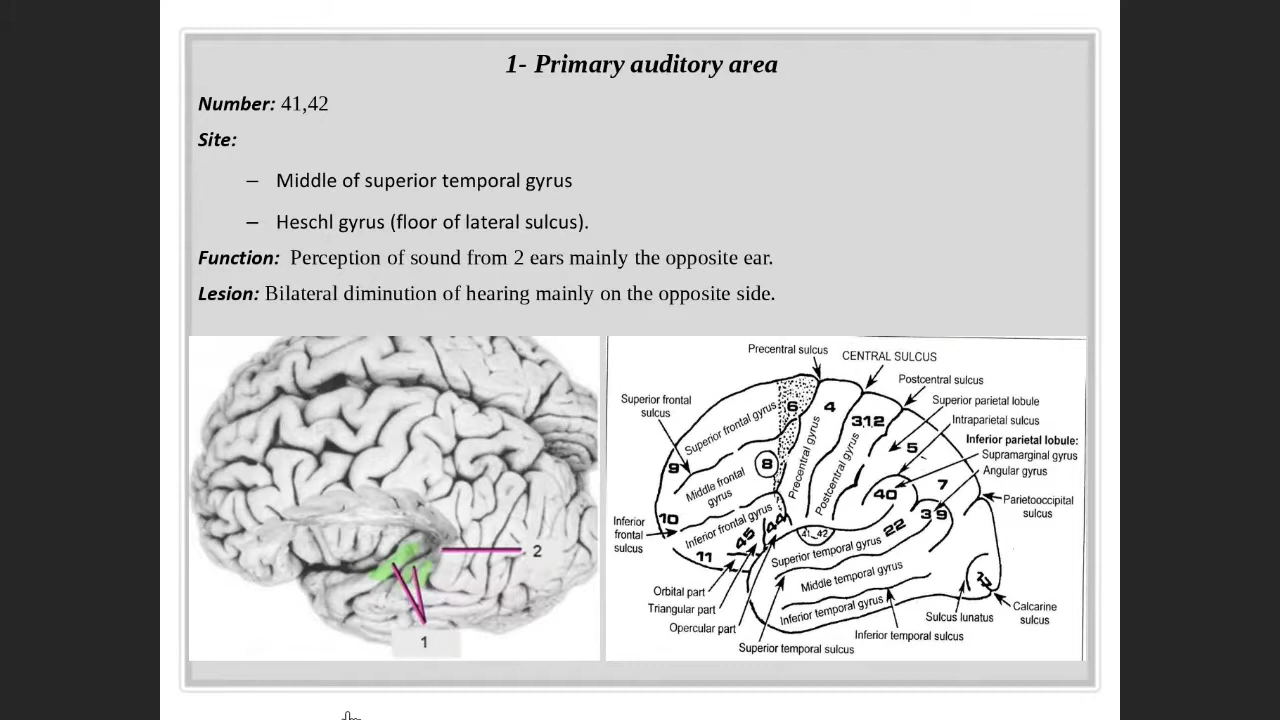 1- Primary auditory area
Number: 41,42
Site:
– Middle of superior temporal gyrus
– Heschl gyrus (floor of lateral sulcus).
Function: Perception of sound from 2 ears mainly the opposite ear.
Lesion: Bilateral diminution of hearing mainly on the opposite side.
2
1
Precentral sulcus
CENTRAL SULCUS
Postcentral sulcus
Superior parietal lobule
Intraparietal sulcus
Inferior parietal lobule:
Supramarginal gyrus
Angular gyrus
Parietooccipital
sulcus
Superior frontal
sulcus
Superior frontal gyrus
6
4
312
5
9
8
Middle frontal
gyrus
Precentral gyrus
Postcentral gyrus
40
7
39
10
Inferior frontal gyrus
45
44
41,42
22
Inferior
frontal
sulcus
11
Superior temporal gyrus
Middle temporal gyrus
Inferior temporal gyrus
Orbital part
Triangular part
Opercular part
Superior temporal sulcus
Inferior temporal sulcus
Sulcus lunatus
Calcarine
sulcus